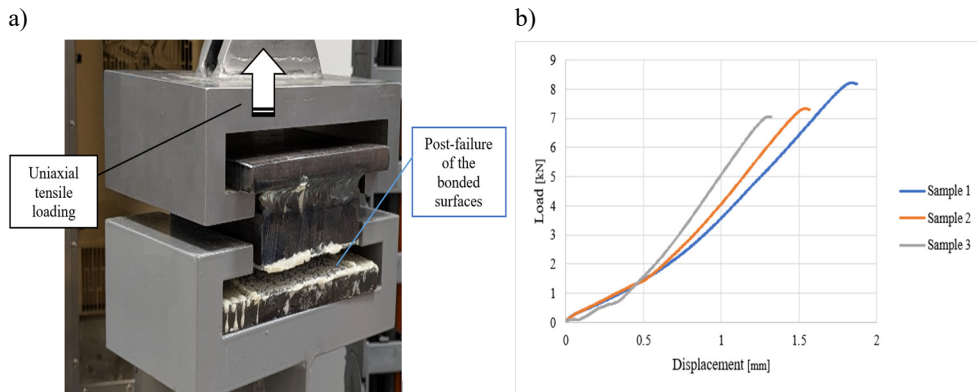 a)
Uniaxial
tensile
loading
Post-failure
of the
bonded
surfaces
b)
9
8
7
6
5
4
3
2
1
0
Load [kN]
0
0.5
1
1.5
2
Displacement [mm]
Sample 1
Sample 2
Sample 3